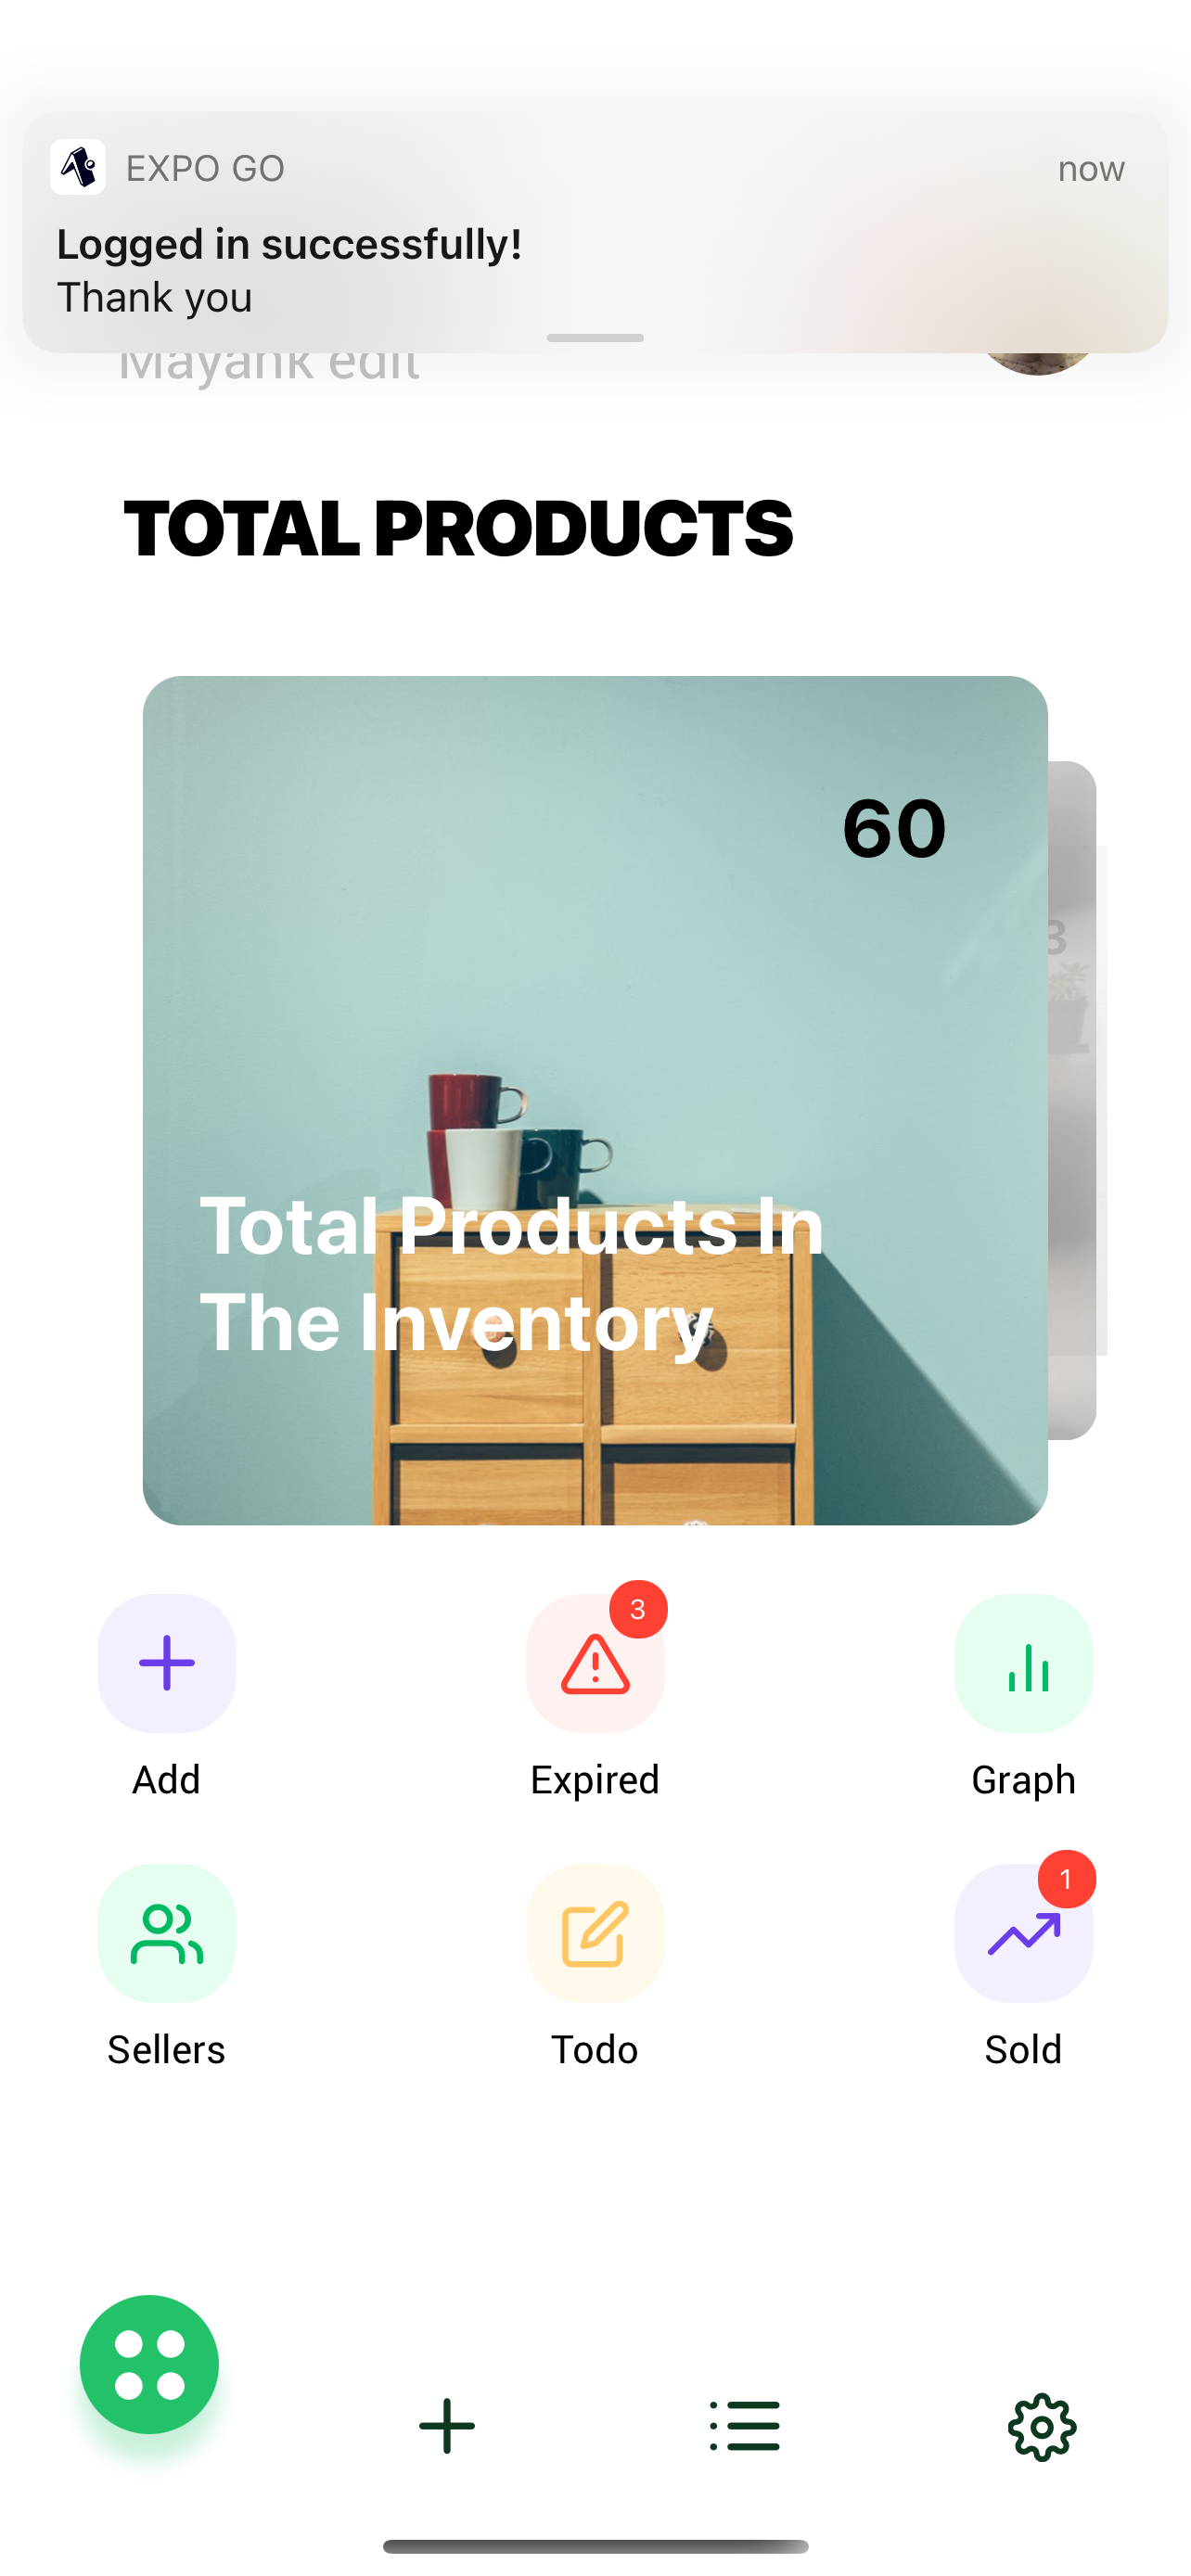 EXPO GO
now
Logged in successfully!
Thank you
Mayank edit
TOTAL PRODUCTS
60
3
Total Products In
The Inventory
3
Add
Expired
Graph
1
Sellers
Todo
Sold